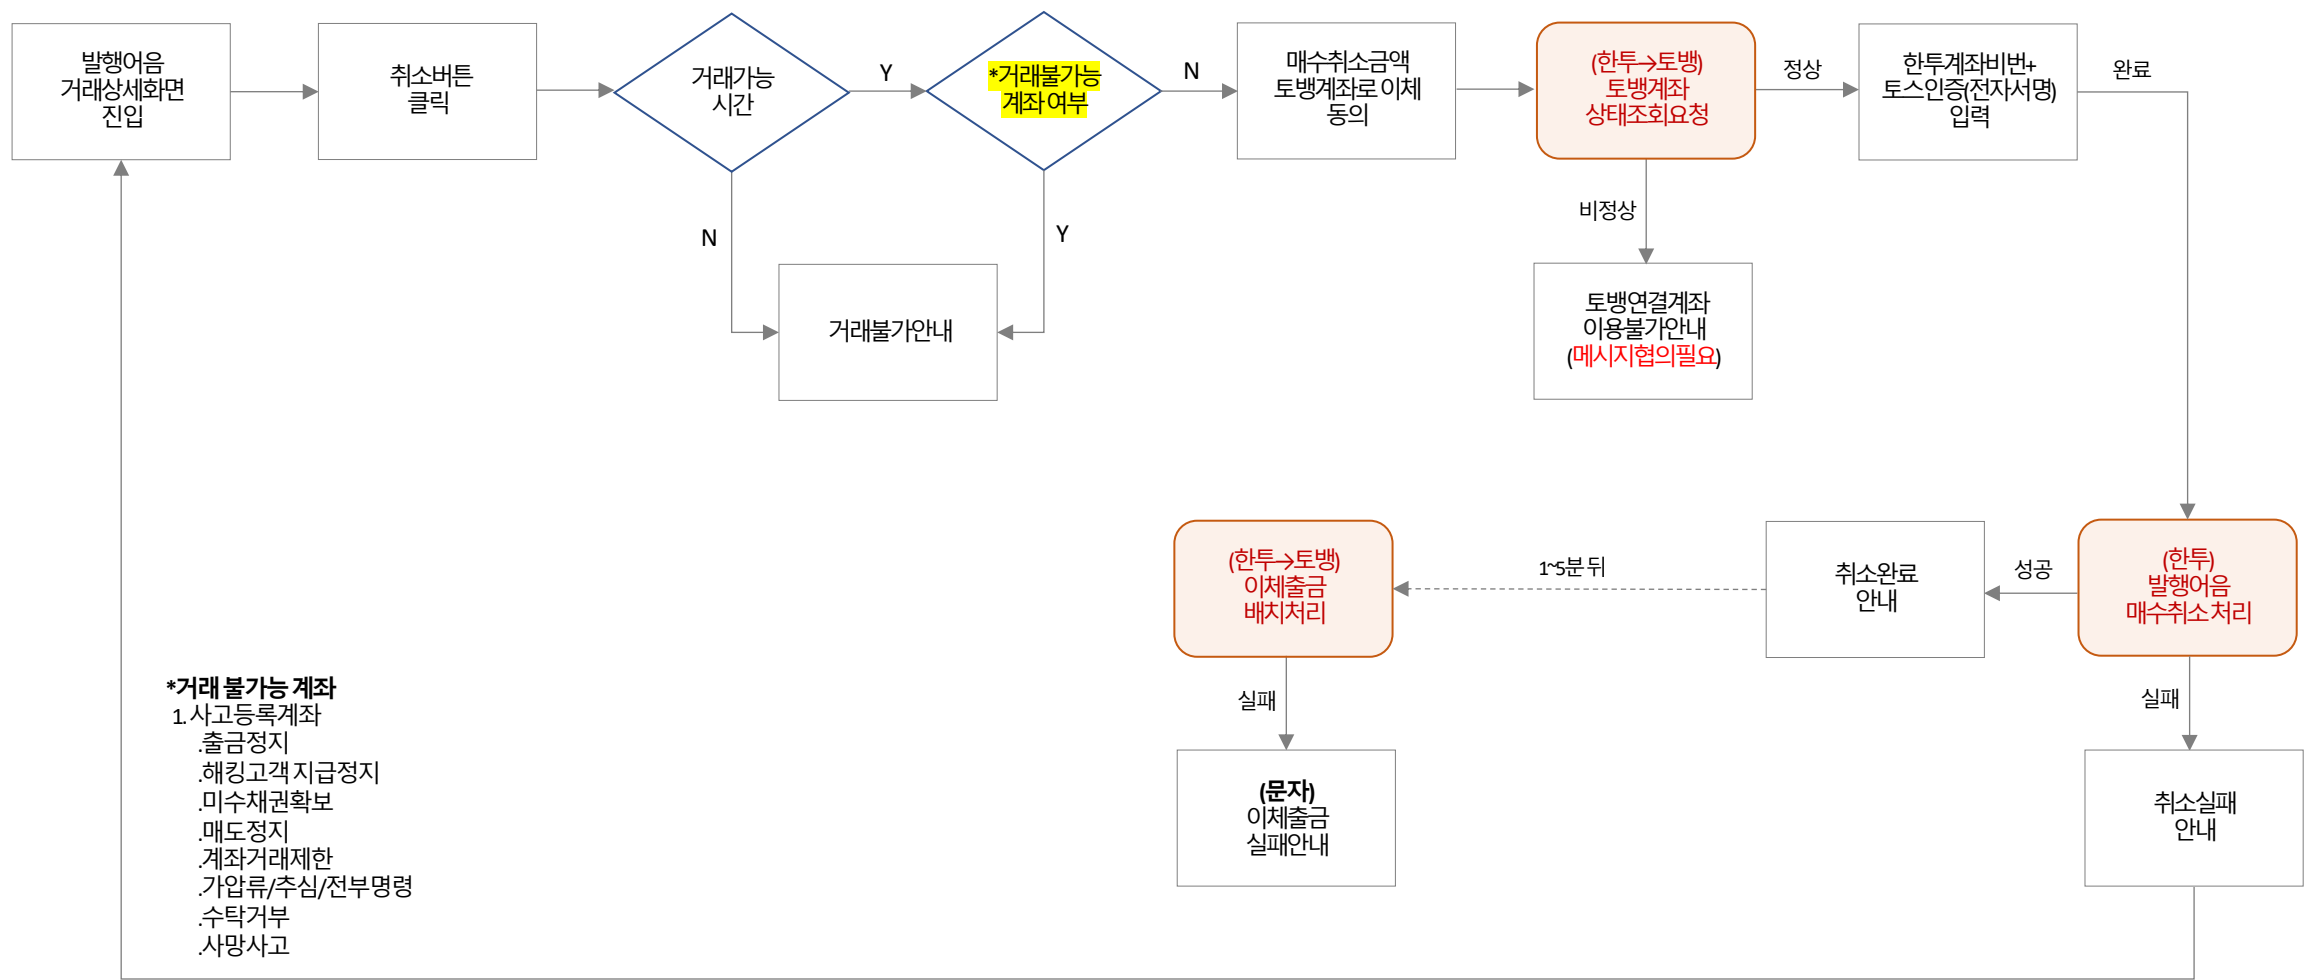 발행어음
거래상세화면
진입
취소버튼
클릭
거래가능
시간
Y
*거래불가능
계좌 여부
N
매수취소금액
토뱅계좌로 이체
동의
(한투→토뱅)
토뱅계좌
상태조회요청
정상
한투계좌비번+
토스인증(전자서명)
입력
완료
N
Y
비정상
거래불가안내
토뱅연결계좌
이용불가안내
(메시지협의필요)
(한투→토뱅)
이체출금
배치처리
1~5분 뒤
취소완료
안내
성공
(한투)
발행어음
매수취소 처리
실패
실패
(문자)
이체출금
실패안내
취소실패
안내
*거래 불가능 계좌
1. 사고등록계좌
.출금정지
.해킹고객 지급정지
.미수채권확보
.매도정지
.계좌거래제한
.가압류/추심/전부명령
.수탁거부
.사망사고